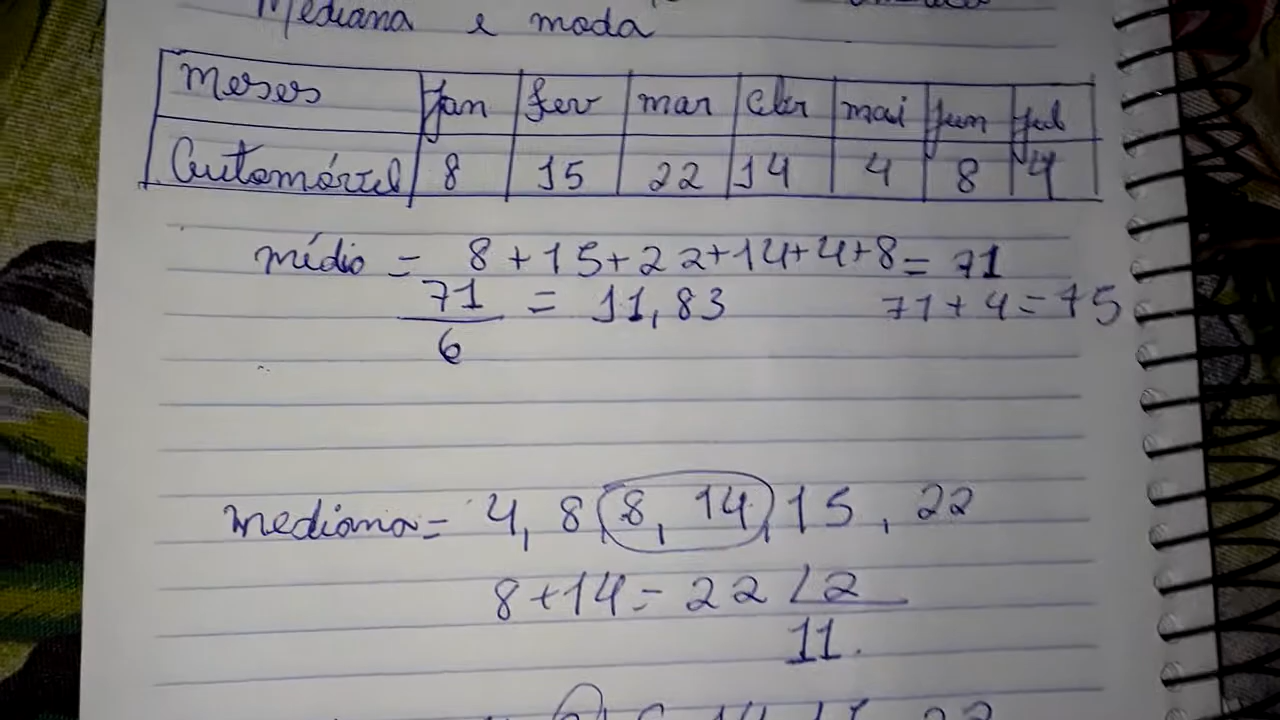 Mediana e moda
Meses Jan fev mar abr mai jun jul
Automóvel 8 15 22 14 4 8 4
médio = 8+15+22+14+4+8=71
71/6 = 11,83 71+4=75
mediana= 4, 8, 8, 14, 15, 22
8+14=22 2
11.